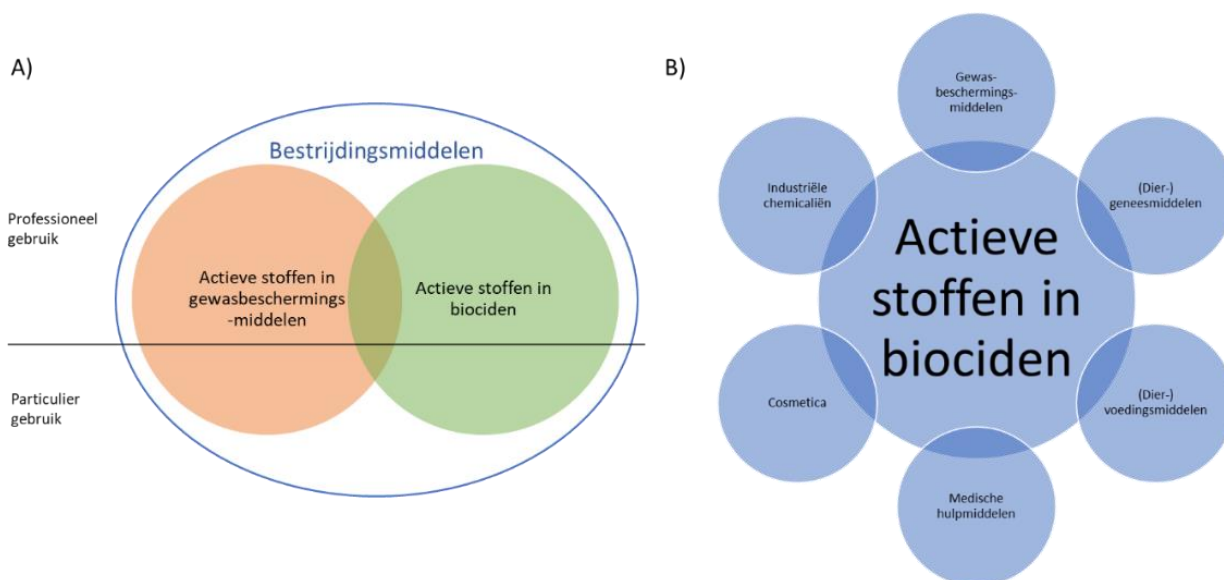 A)
Bestrijdingsmiddelen
Professioneel
gebruik
Actieve stoffen in
gewasbeschermings
-middelen
Actieve stoffen in
biociden
Particulier
gebruik
B)
Gewas-
beschermings-
middelen
Industriële
chemicaliën
(Dier-)
geneesmiddelen
Actieve
stoffen in
biociden
Cosmetica
(Dier-)
voedingsmiddelen
Medische
hulpmiddelen